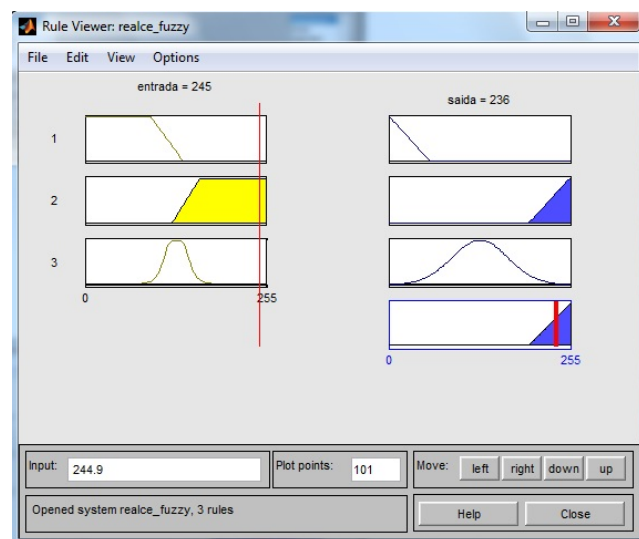 Rule Viewer: realce_fuzzy
File Edit View Options
entrada = 245
saida = 236
1
2
3
0 255
0 255
Input: 244.9 Plot points: 101 Move: left right down up
Opened system realce_fuzzy, 3 rules Help Close